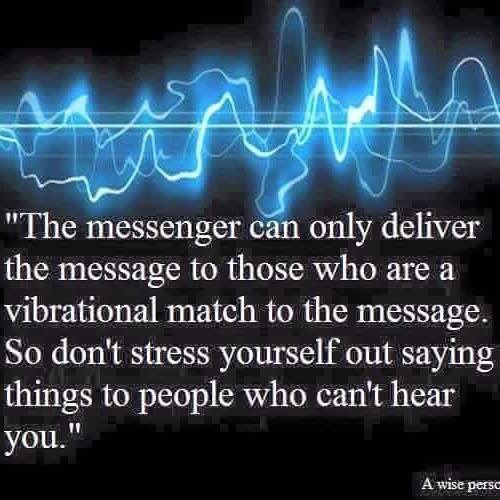 "The messenger can only deliver
the message to those who are a
vibrational match to the message.
So don't stress yourself out saying
things to people who can't hear
you."
A wise perso